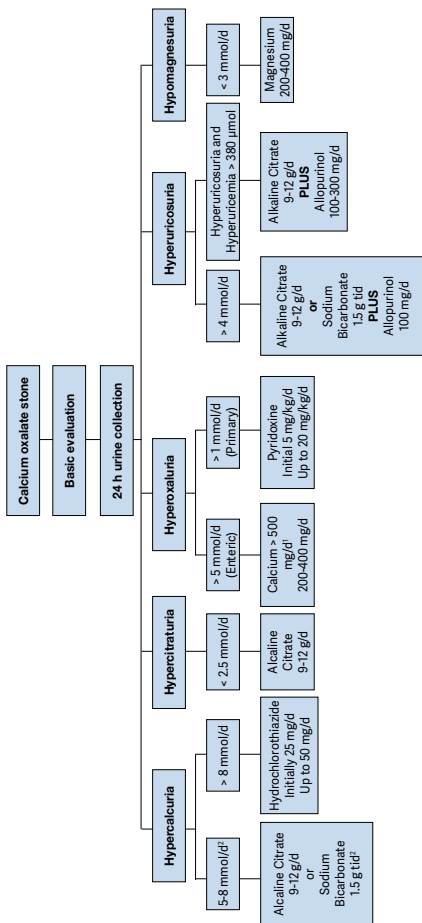 Calcium oxalate stone
Basic evaluation
24 h urine collection
Hypercalcuria
Hypercitraturia
Hyperoxaluria
Hyperuricosuria
Hypomagnesuria
5-8 mmol/d²
> 8 mmol/d
< 2.5 mmol/d
> 5 mmol/d
(Enteric)
> 1 mmol/d
(Primary)
> 4 mmol/d
Hyperuricosuria and
Hyperuricemia > 380 µmol
< 3 mmol/d
Alcaline Citrate
9-12 g/d
or
Sodium
Bicarbonate
1.5 g tid²
Hydrochlorothiazide
Initially 25 mg/d
Up to 50 mg/d
Alcaline
Citrate
9-12 g/d
Calcium > 500
mg/d¹
200-400 mg/d
Pyridoxine
Initial 5 mg/kg/d
Up to 20 mg/kg/d
Alkaline Citrate
9-12 g/d
or
Sodium
Bicarbonate
1.5 g tid
PLUS
Allopurinol
100 mg/d
Alkaline Citrate
9-12 g/d
PLUS
Allopurinol
100-300 mg/d
Magnesium
200-400 mg/d